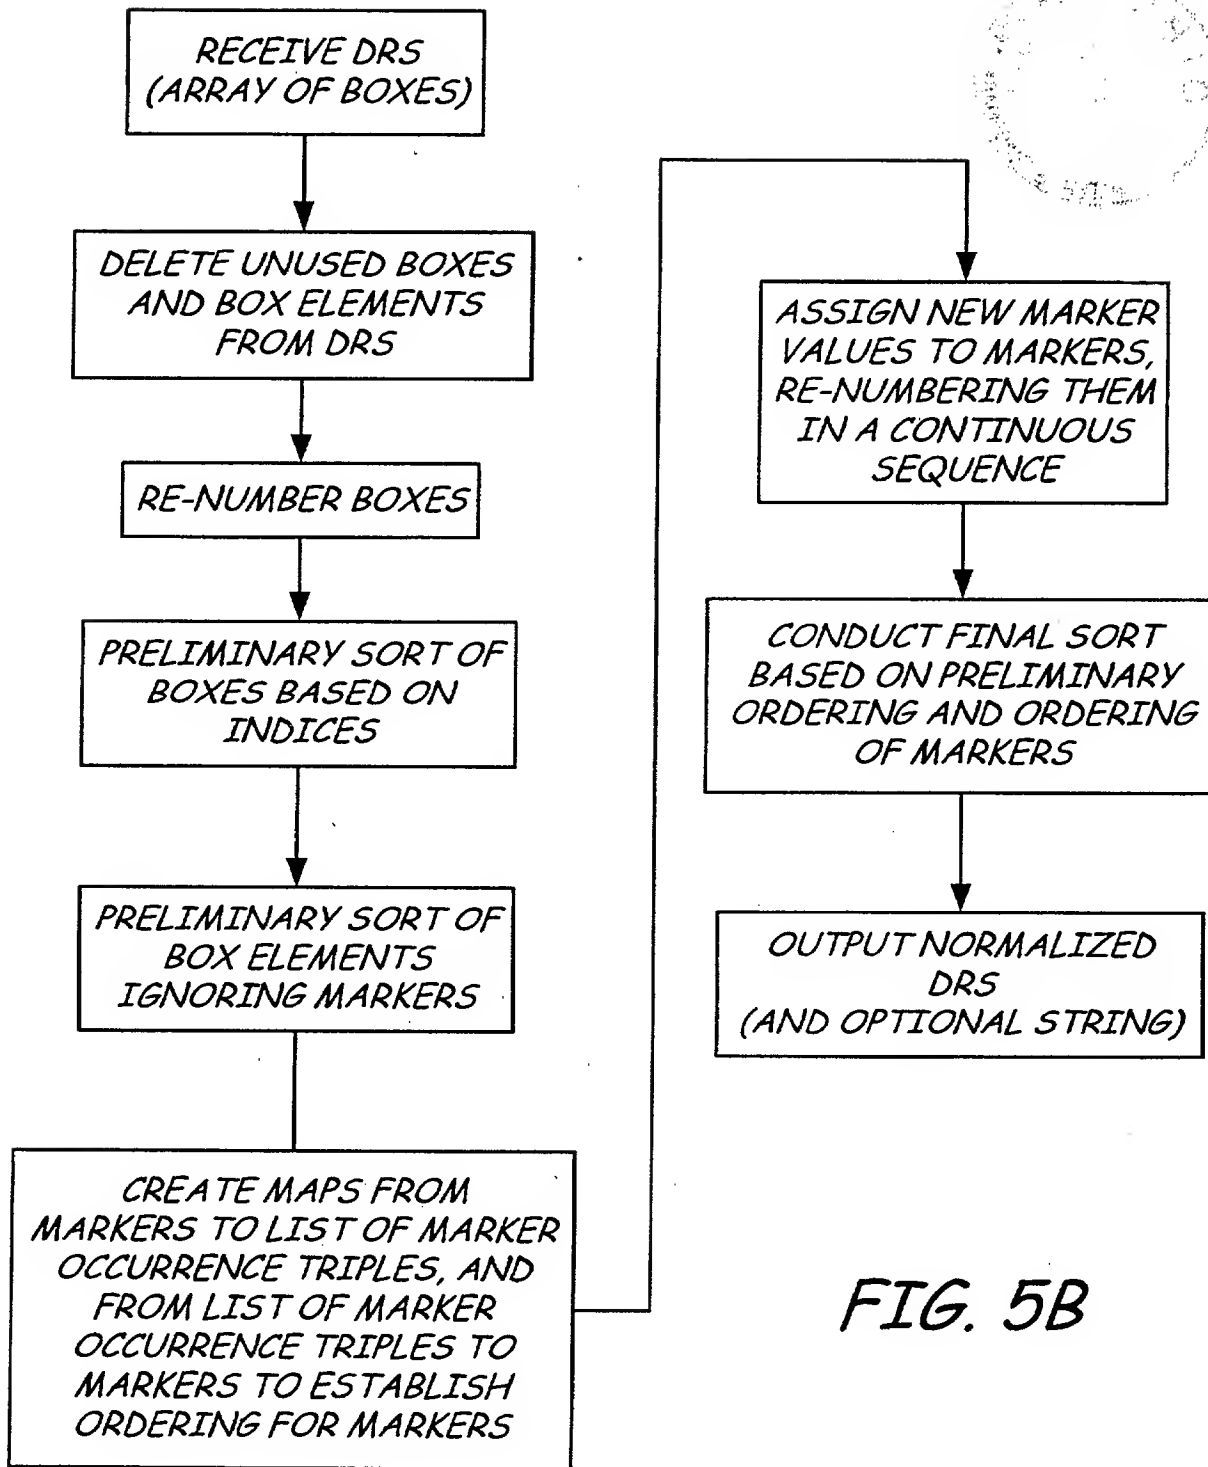 RECEIVE DRS
(ARRAY OF BOXES)
DELETE UNUSED BOXES
AND BOX ELEMENTS
FROM DRS
RE-NUMBER BOXES
PRELIMINARY SORT OF
BOXES BASED ON
INDICES
PRELIMINARY SORT OF
BOX ELEMENTS
IGNORING MARKERS
CREATE MAPS FROM
MARKERS TO LIST OF MARKER
OCCURRENCE TRIPLES, AND
FROM LIST OF MARKER
OCCURRENCE TRIPLES TO
MARKERS TO ESTABLISH
ORDERING FOR MARKERS
ASSIGN NEW MARKER
VALUES TO MARKERS,
RE-NUMBERING THEM
IN A CONTINUOUS
SEQUENCE
CONDUCT FINAL SORT
BASED ON PRELIMINARY
ORDERING AND ORDERING
OF MARKERS
OUTPUT NORMALIZED
DRS
(AND OPTIONAL STRING)
FIG. 5B